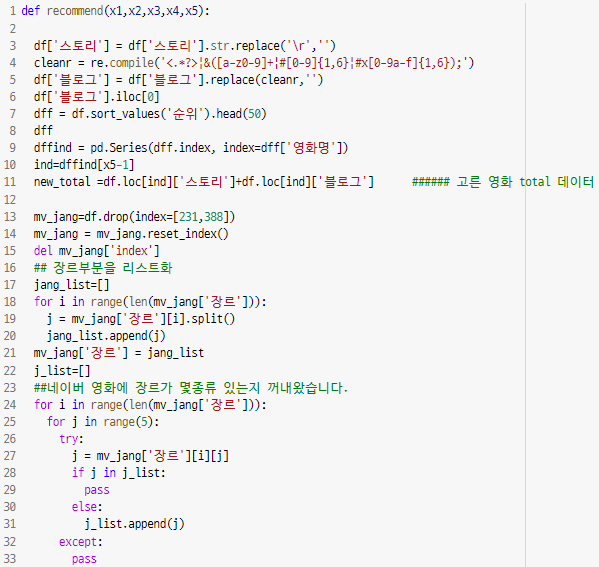 1 def recommend(x1,x2,x3,x4,x5):
2
3 df['스토리'] = df['스토리'].str.replace('\r','')
4 cleanr = re.compile('<.*?>¦&([a-z0-9]+¦#[0-9]{1,6}¦#x[0-9a-f]{1,6});')
5 df['블로그'] = df['블로그'].replace(cleanr,'')
6 df['블로그'].iloc[0]
7 dff = df.sort_values('순위').head(50)
8 dff
9 dffind = pd.Series(dff.index, index=dff['영화명'])
10 ind=dffind[x5-1]
11 new_total =df.loc[ind]['스토리']+df.loc[ind]['블로그'] ###### 고른 영화 total 데이터
12
13 mv_jang=df.drop(index=[231,388])
14 mv_jang = mv_jang.reset_index()
15 del mv_jang['index']
16 ## 장르부분을 리스트화
17 jang_list=[]
18 for i in range(len(mv_jang['장르'])):
19 j = mv_jang['장르'][i].split()
20 jang_list.append(j)
21 mv_jang['장르'] = jang_list
22 j_list=[]
23 ##네이버 영화에 장르가 몇종류 있는지 꺼내왔습니다.
24 for i in range(len(mv_jang['장르'])):
25 for j in range(5):
26 try:
27 j = mv_jang['장르'][i][j]
28 if j in j_list:
29 pass
30 else:
31 j_list.append(j)
32 except:
33 pass